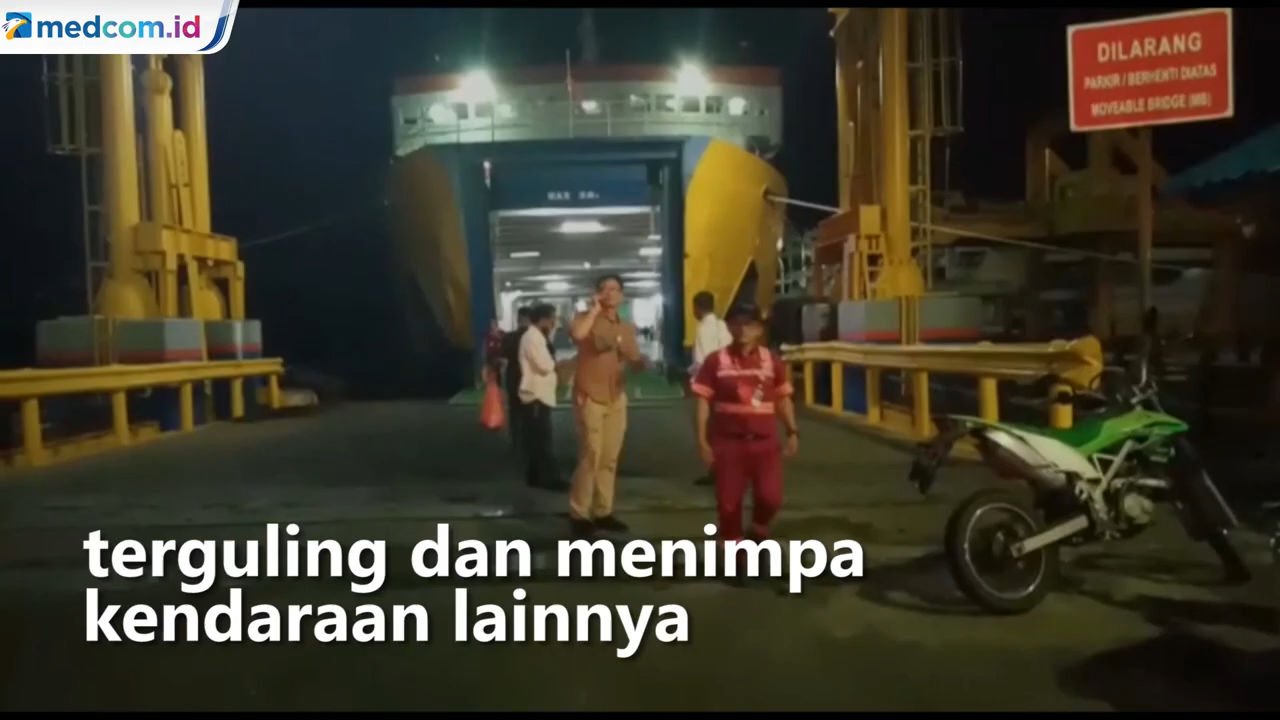 medcom.id
DILARANG
PARKIR / BERHENTI DIATAS
MOVEABLE BRIDGE (MB)
terguling dan menimpa
kendaraan lainnya